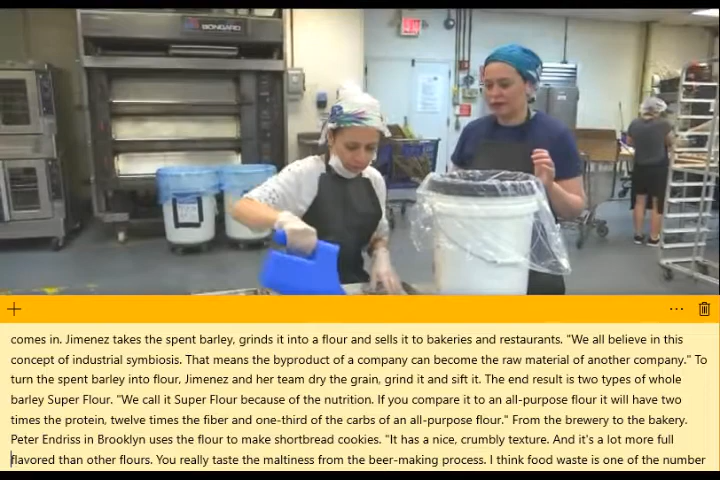 BONGARD
EXIT
comes in. Jimenez takes the spent barley, grinds it into a flour and sells it to bakeries and restaurants. "We all believe in this
concept of industrial symbiosis. That means the byproduct of a company can become the raw material of another company." To
turn the spent barley into flour, Jimenez and her team dry the grain, grind it and sift it. The end result is two types of whole
barley Super Flour. "We call it Super Flour because of the nutrition. If you compare it to an all-purpose flour it will have two
times the protein, twelve times the fiber and one-third of the carbs of an all-purpose flour." From the brewery to the bakery.
Peter Endriss in Brooklyn uses the flour to make shortbread cookies. "It has a nice, crumbly texture. And it's a lot more full
flavored than other flours. You really taste the maltiness from the beer-making process. I think food waste is one of the number